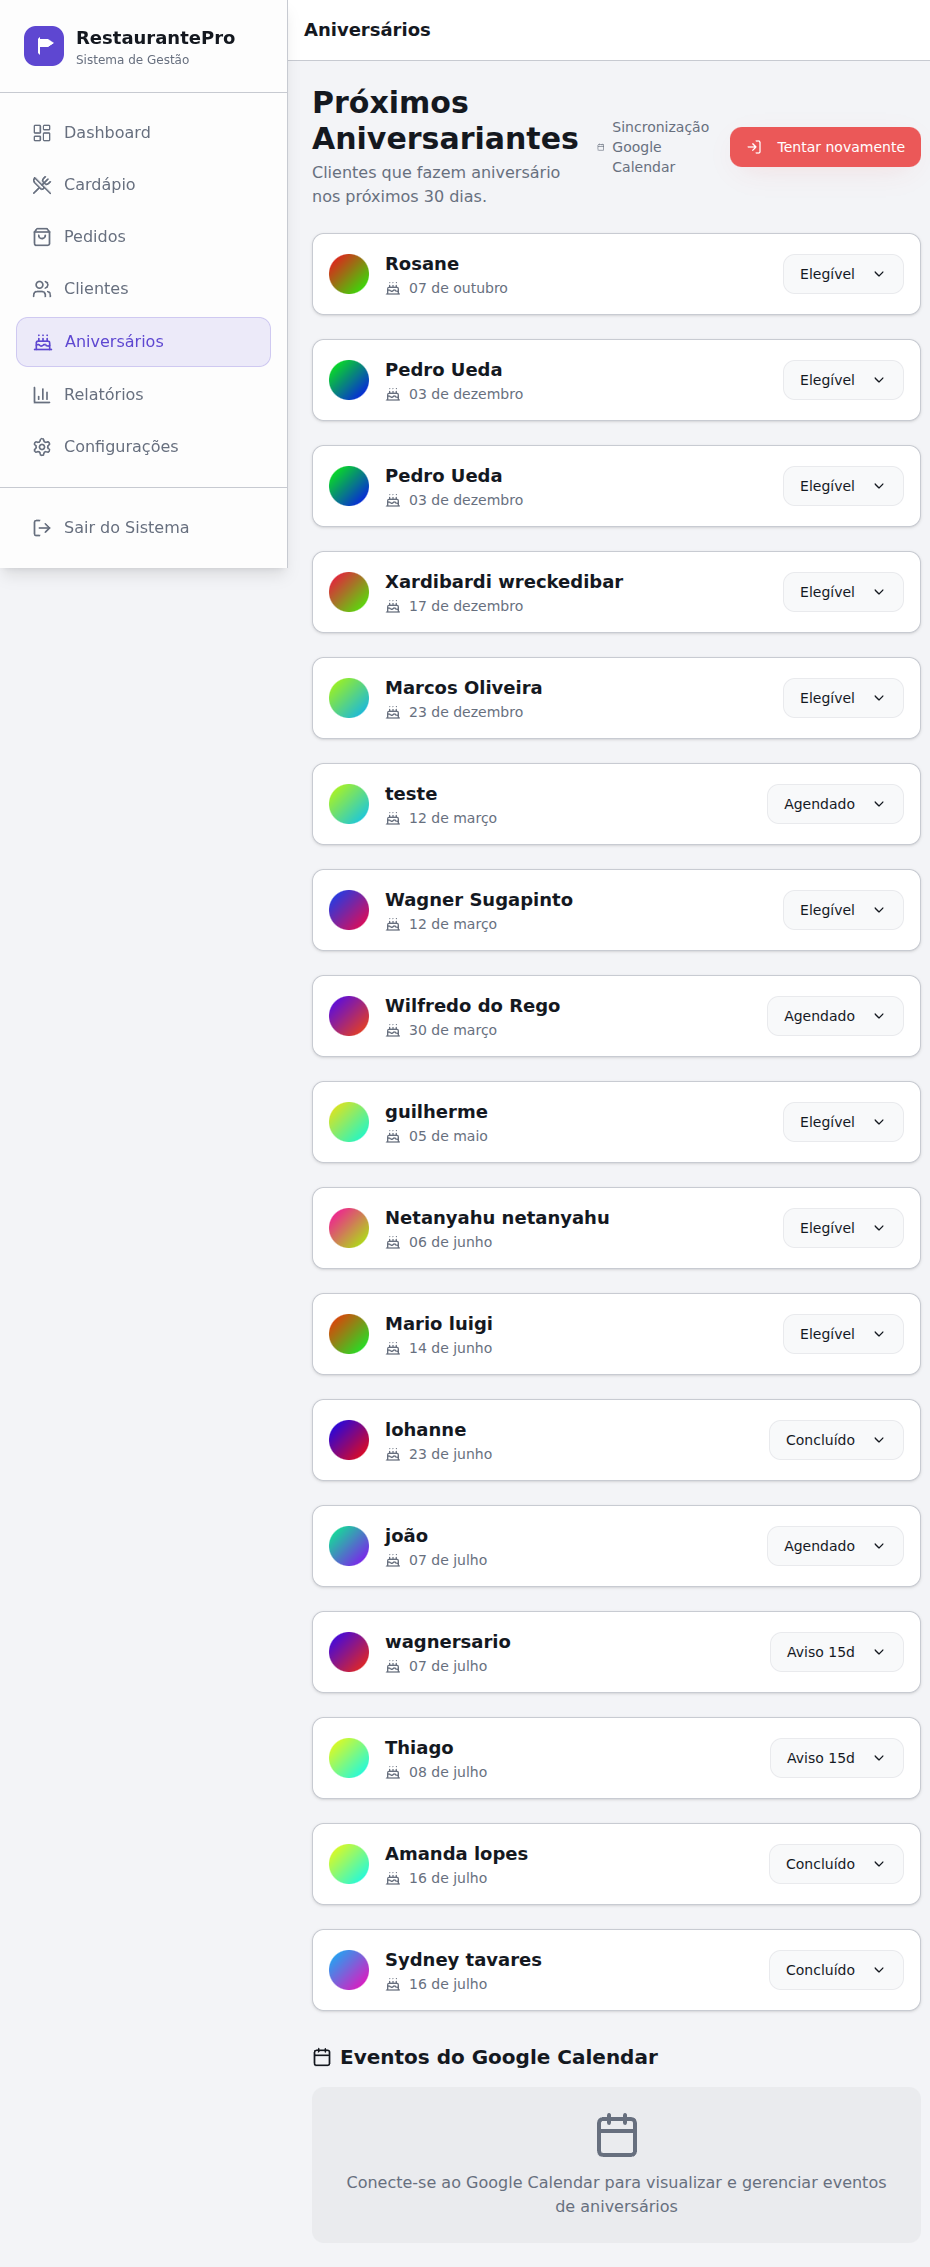 RestaurantePro
Sistema de Gestão
Dashboard
Cardápio
Pedidos
Clientes
Aniversários
Relatórios
Configurações
Sair do Sistema
Aniversários
Próximos
Aniversariantes
Clientes que fazem aniversário
nos próximos 30 dias.
Sincronização
Google
Calendar
Tentar novamente
Rosane
07 de outubro
Elegível
Pedro Ueda
03 de dezembro
Elegível
Pedro Ueda
03 de dezembro
Elegível
Xardibardi wreckedibar
17 de dezembro
Elegível
Marcos Oliveira
23 de dezembro
Elegível
teste
12 de março
Agendado
Wagner Sugapinto
12 de março
Elegível
Wilfredo do Rego
30 de março
Agendado
guilherme
05 de maio
Elegível
Netanyahu netanyahu
06 de junho
Elegível
Mario luigi
14 de junho
Elegível
lohanne
23 de junho
Concluído
joão
07 de julho
Agendado
wagnersario
07 de julho
Aviso 15d
Thiago
08 de julho
Aviso 15d
Amanda lopes
16 de julho
Concluído
Sydney tavares
16 de julho
Concluído
Eventos do Google Calendar
Conecte-se ao Google Calendar para visualizar e gerenciar eventos
de aniversários